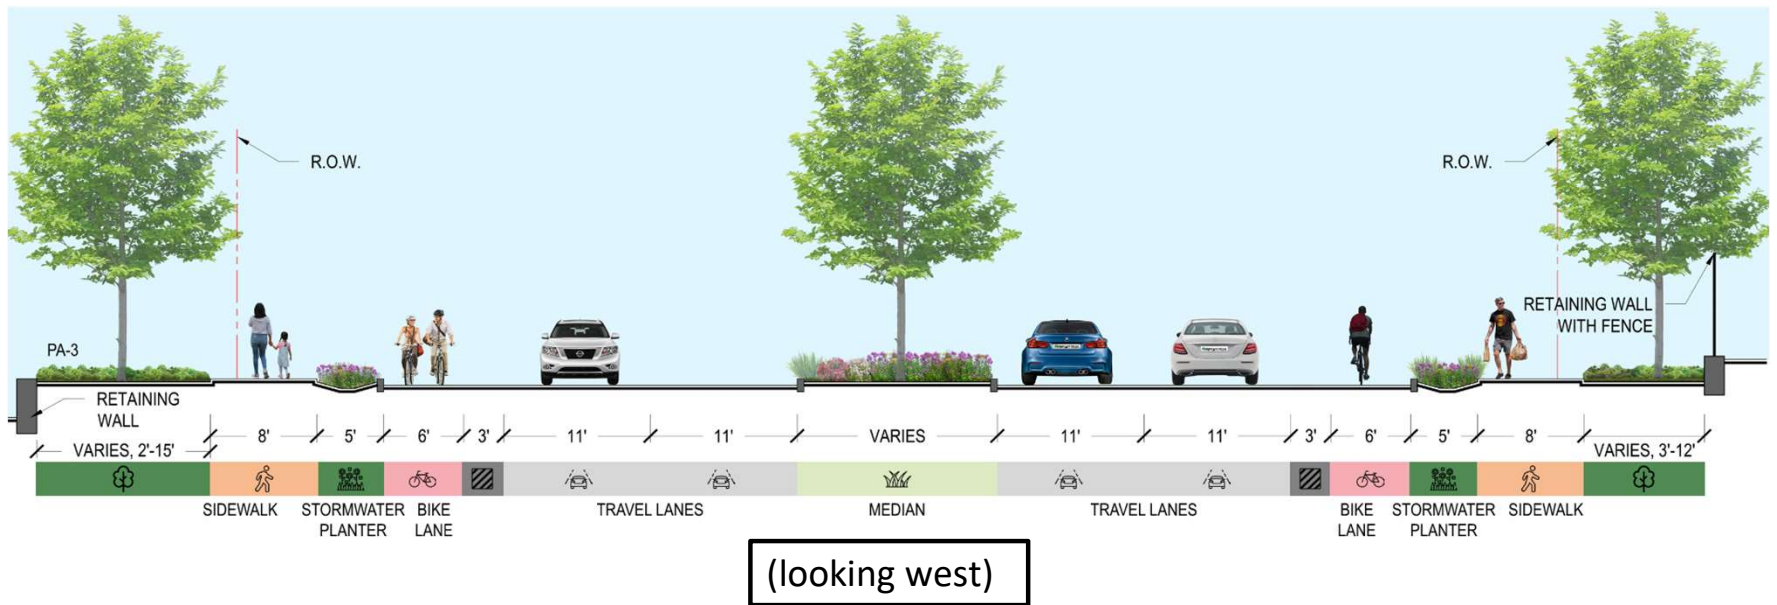 R.O.W.
R.O.W.
RETAINING WALL
WITH FENCE
PA-3
RETAINING
WALL
VARIES, 2'-15'
8'
5'
6'
3'
11'
11'
VARIES
11'
11'
3'
6'
5'
8'
VARIES, 3'-12'
SIDEWALK
STORMWATER
PLANTER
BIKE
LANE
TRAVEL LANES
MEDIAN
TRAVEL LANES
BIKE
LANE
STORMWATER
PLANTER
SIDEWALK
(looking west)